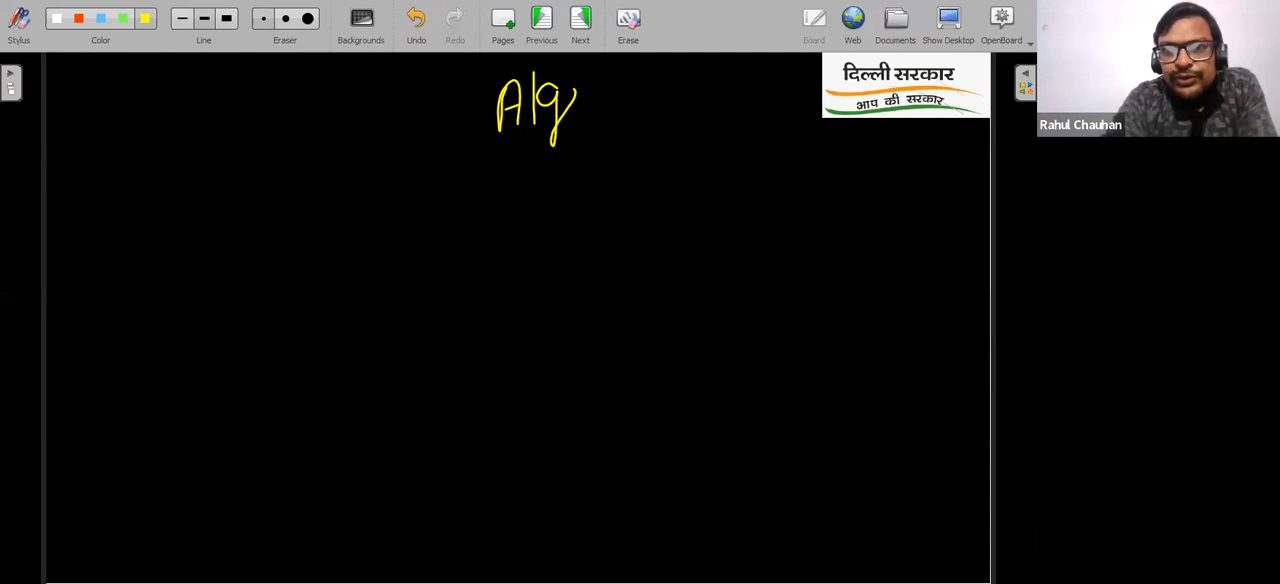 Stylus Color Line Eraser Backgrounds Undo Redo Pages Previous Next Erase Board Web Documents Show Desktop OpenBoard
Alg
दिल्ली सरकार
आप की सरकार
Rahul Chauhan